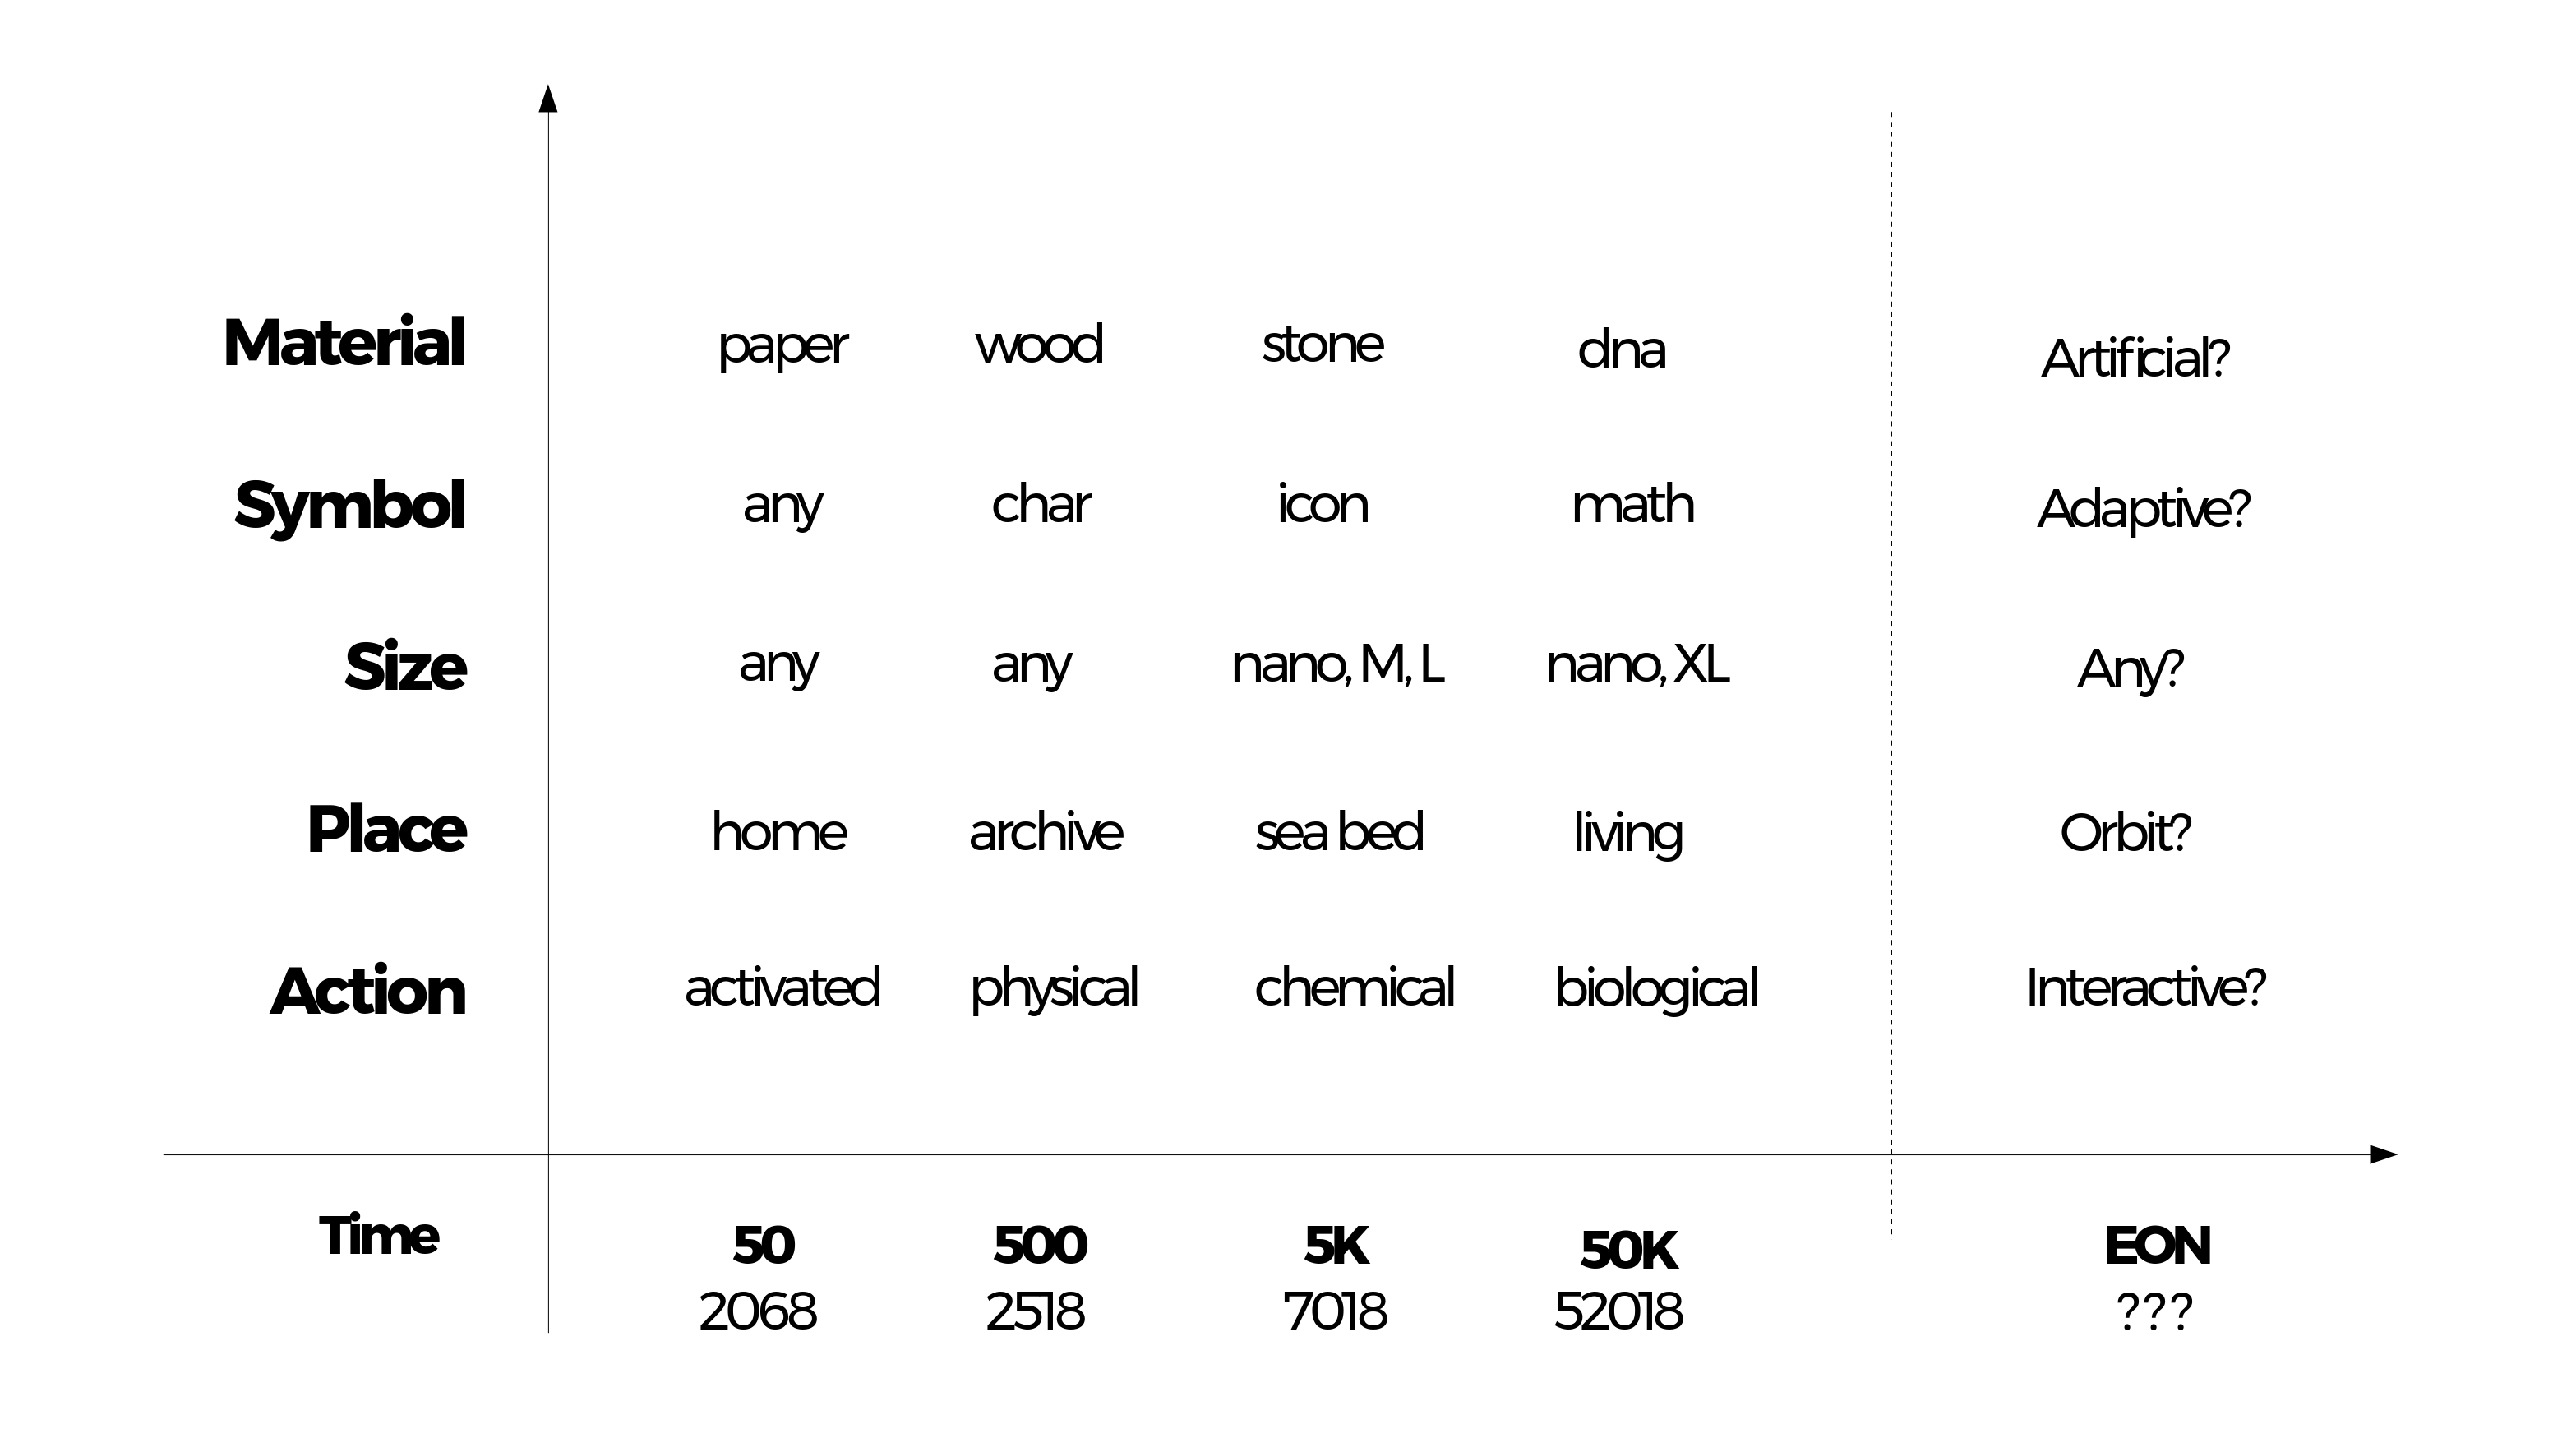 Material paper wood stone dna Artificial?
Symbol any char icon math Adaptive?
Size any any nano, M, L nano, XL Any?
Place home archive sea bed living Orbit?
Action activated physical chemical biological Interactive?
Time 50 500 5K 50K EON
2068 2518 7018 52018 ???